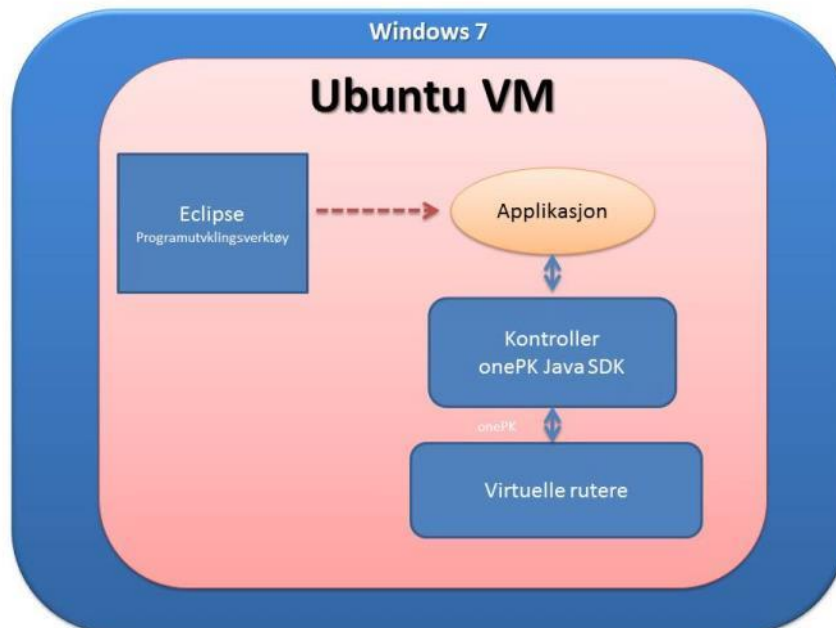 Windows 7
Ubuntu VM
Eclipse
Programutvklingsverktøy
Applikasjon
Kontroller
onePK Java SDK
onePK
Virtuelle rutere